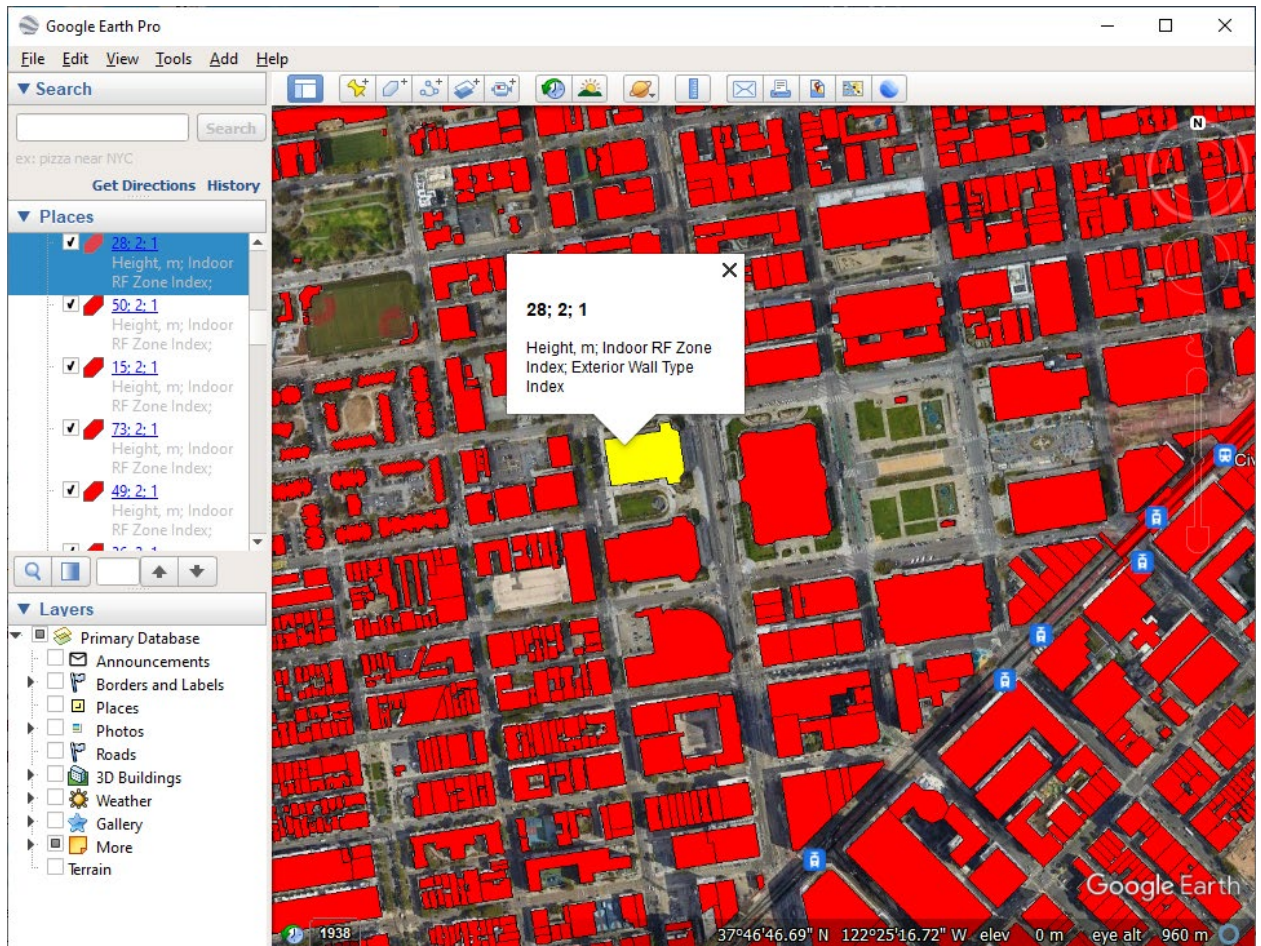 Google Earth Pro
File Edit View Tools Add Help
Search
Search
ex: pizza near NYC
Get Directions History
Places
28; 2; 1
Height, m; Indoor
RF Zone Index;
50; 2; 1
Height, m; Indoor
RF Zone Index;
15; 2; 1
Height, m; Indoor
RF Zone Index;
73; 2; 1
Height, m; Indoor
RF Zone Index;
49; 2; 1
Height, m; Indoor
RF Zone Index;
Layers
Primary Database
Announcements
Borders and Labels
Places
Photos
Roads
3D Buildings
Weather
Gallery
More
Terrain
N
28; 2; 1
Height, m; Indoor RF Zone
Index; Exterior Wall Type
Index
Civ
Google Earth
1938
37°46'46.69" N 122°25'16.72" W elev 0 m eye alt 960 m